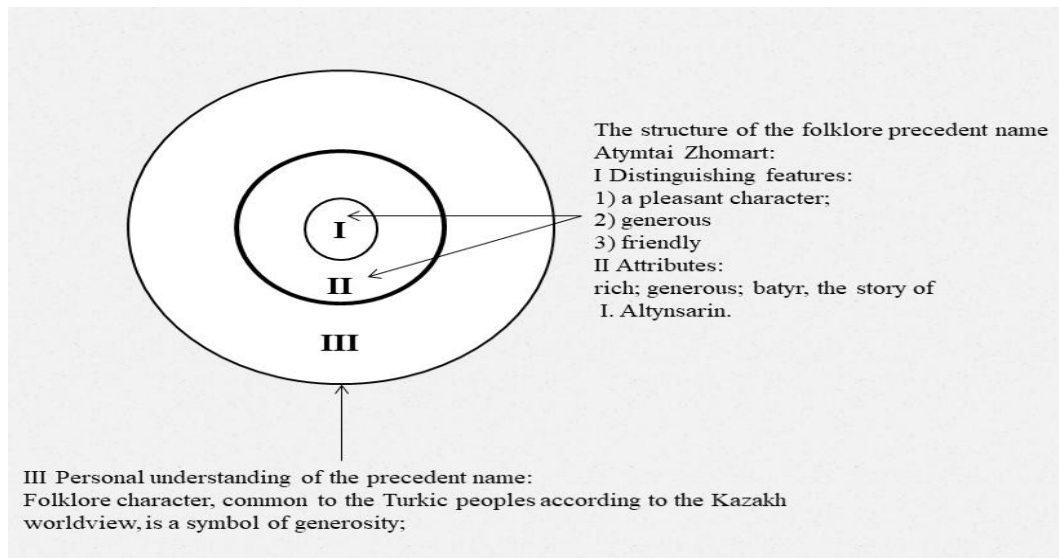 The structure of the folklore precedent name
Atymtai Zhomart:
I Distinguishing features:
1) a pleasant character;
2) generous
3) friendly
II Attributes:
rich; generous; batyr, the story of
I. Altynsarin.
I
II
III
III Personal understanding of the precedent name:
Folklore character, common to the Turkic peoples according to the Kazakh
worldview, is a symbol of generosity;